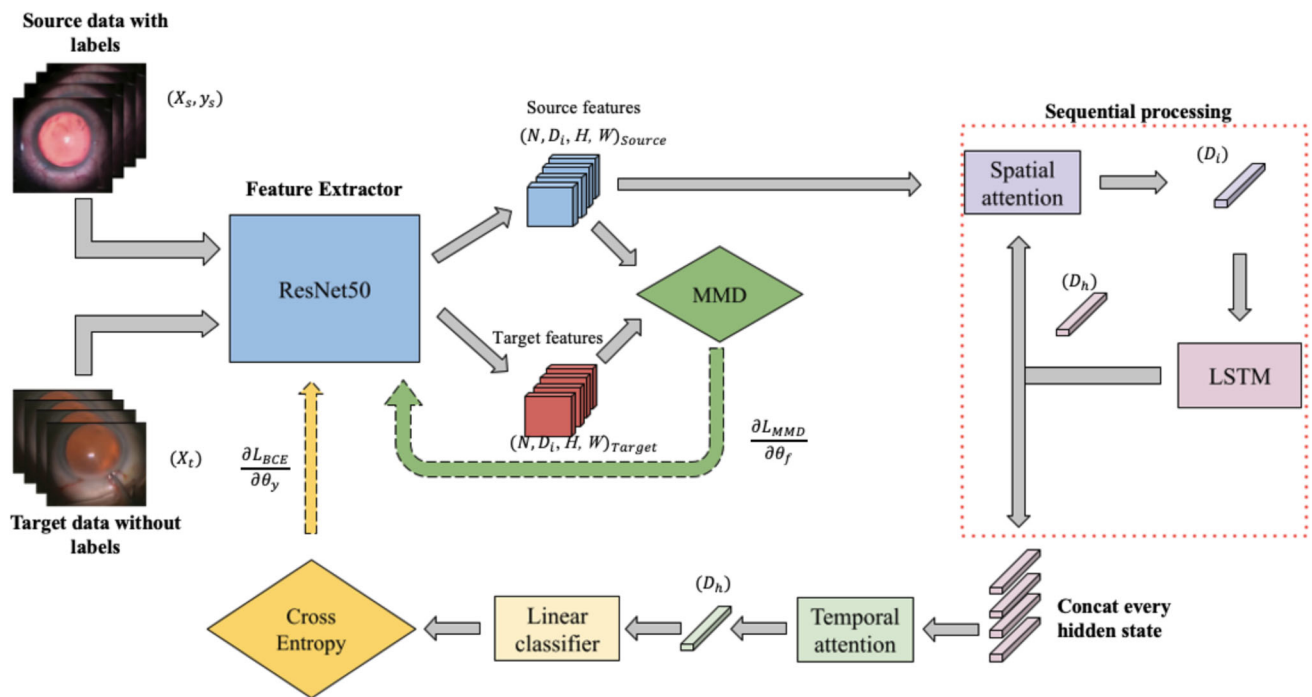 Source data with
labels
(X_s, y_s)
Source features
(N, D_i, H, W)_Source
Sequential processing
Spatial
attention
(D_i)
Feature Extractor
ResNet50
MMD
(D_h)
Target features
LSTM
(N, D_i, H, W)_Target
(X_t)
∂L_BCE
∂θ_y
∂L_MMD
∂θ_f
Target data without
labels
Cross
Entropy
Linear
classifier
(D_h)
Temporal
attention
Concat every
hidden state